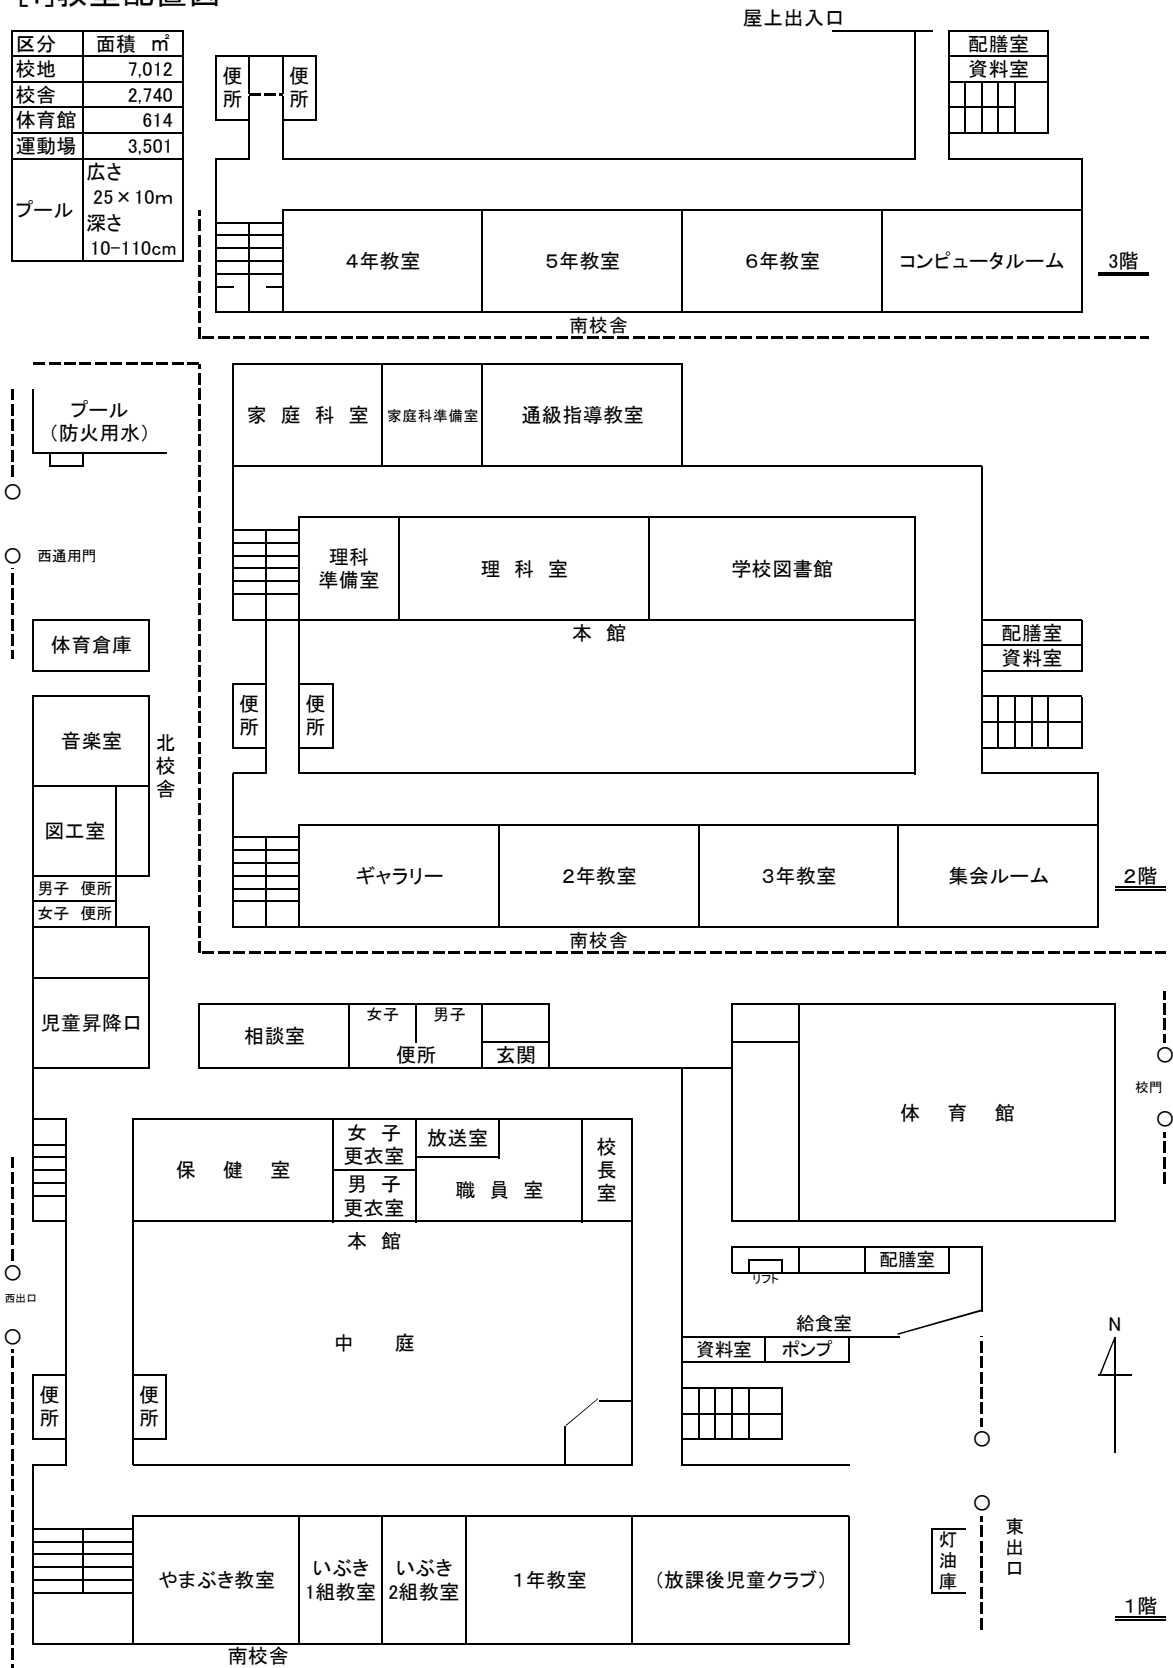 [1]教室配置図
区分 面積 ㎡
校地 7,012
校舎 2,740
体育館 614
運動場 3,501
プール 広さ
25×10m
深さ
10-110cm
屋上出入口
配膳室
資料室
便所 便所
4年教室 5年教室 6年教室 コンピュータルーム 3階
南校舎
プール
（防火用水）
西通用門
体育倉庫
音楽室
北校舎
図工室
男子 便所
女子 便所
児童昇降口
家庭科室 家庭科準備室 通級指導教室
理科
準備室
理科室 学校図書館
本館
配膳室
資料室
便所 便所
ギャラリー 2年教室 3年教室 集会ルーム 2階
南校舎
相談室
女子 男子
便所 玄関
体育館
校門
保健室
女子
更衣室
男子
更衣室
放送室
職員室
校長室
本館
西出口
中庭
配膳室
リフト
給食室
資料室 ポンプ
N
便所 便所
東出口
灯油庫
やまぶき教室
いぶき
1組教室
いぶき
2組教室
1年教室 （放課後児童クラブ）
1階
南校舎